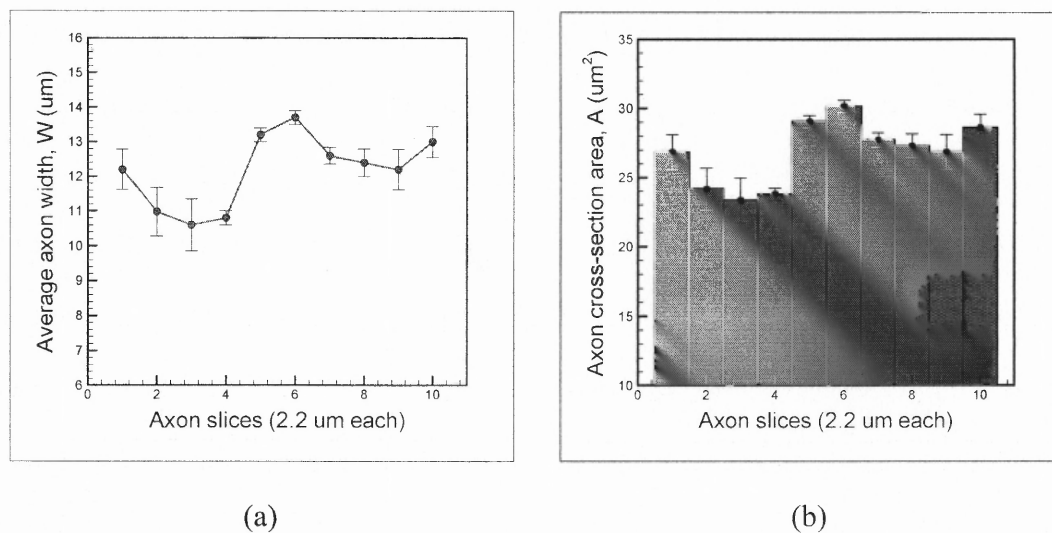 16
15
14
13
12
11
10
9
8
7
6
0 2 4 6 8 10
Average axon width, W (um)
Axon slices (2.2 um each)
35
30
25
20
15
10
0 2 4 6 8 10
Axon cross-section area, A (um²)
Axon slices (2.2 um each)
(a)
(b)